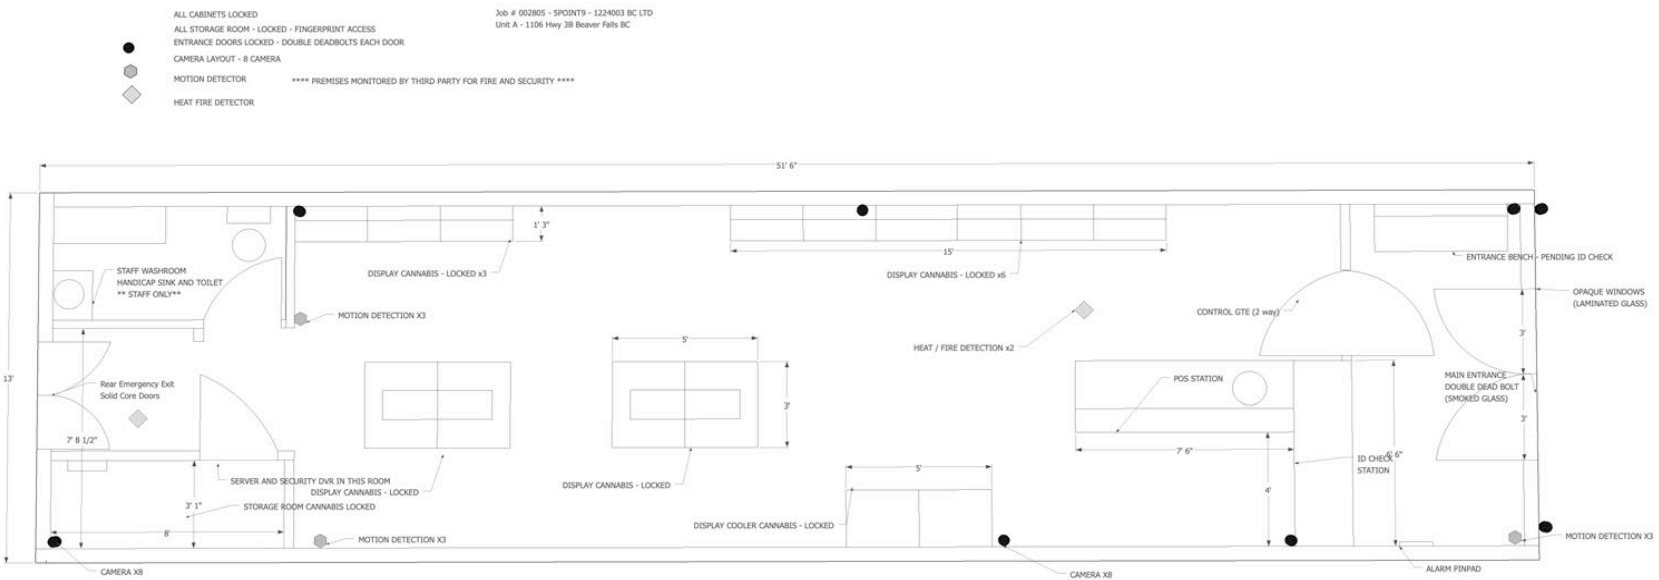 ALL CABINETS LOCKED
ALL STORAGE ROOM - LOCKED - FINGERPRINT ACCESS
ENTRANCE DOORS LOCKED - DOUBLE DEADBOLTS EACH DOOR
CAMERA LAYOUT - 8 CAMERA
MOTION DETECTOR
HEAT FIRE DETECTOR
Job # 002805 - 5POINT9 - 1224003 BC LTD
Unit A - 1106 Hwy 3B Beaver Falls BC
**** PREMISES MONITORED BY THIRD PARTY FOR FIRE AND SECURITY ****
51' 6"
1' 3"
15'
DISPLAY CANNABIS - LOCKED x3
DISPLAY CANNABIS - LOCKED x6
ENTRANCE BENCH - PENDING ID CHECK
STAFF WASHROOM
HANDICAP SINK AND TOILET
** STAFF ONLY**
OPAQUE WINDOWS
(LAMINATED GLASS)
MOTION DETECTION X3
CONTROL GTE (2 way)
HEAT / FIRE DETECTION x2
5'
3'
13'
Rear Emergency Exit
Solid Core Doors
POS STATION
MAIN ENTRANCE
DOUBLE DEAD BOLT
(SMOKED GLASS)
3'
3'
7' 8 1/2"
7' 6"
6' 6"
ID CHECK
STATION
5'
4'
SERVER AND SECURITY DVR IN THIS ROOM
DISPLAY CANNABIS - LOCKED
DISPLAY CANNABIS - LOCKED
3' 1"
STORAGE ROOM CANNABIS LOCKED
DISPLAY COOLER CANNABIS - LOCKED
8'
MOTION DETECTION X3
MOTION DETECTION X3
CAMERA X8
CAMERA X8
ALARM PINPAD